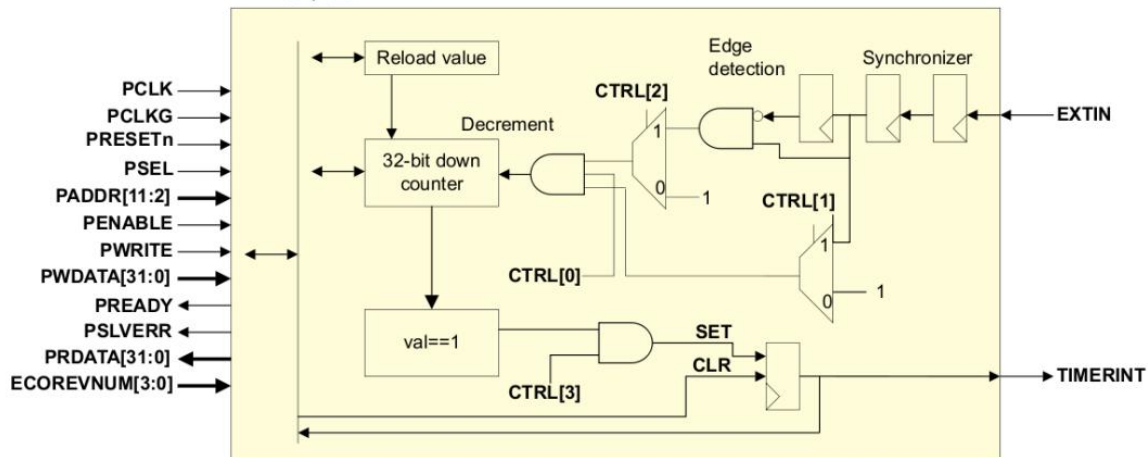 PCLK
PCLKG
PRESETn
PSEL
PADDR[11:2]
PENABLE
PWRITE
PWDATA[31:0]
PREADY
PSLVERR
PRDATA[31:0]
ECOREVNUM[3:0]
Reload value
Decrement
32-bit down
counter
val==1
CTRL[0]
CTRL[3]
CTRL[2]
1
0
1
Edge
detection
Synchronizer
CTRL[1]
1
0
1
SET
CLR
EXTIN
TIMERINT